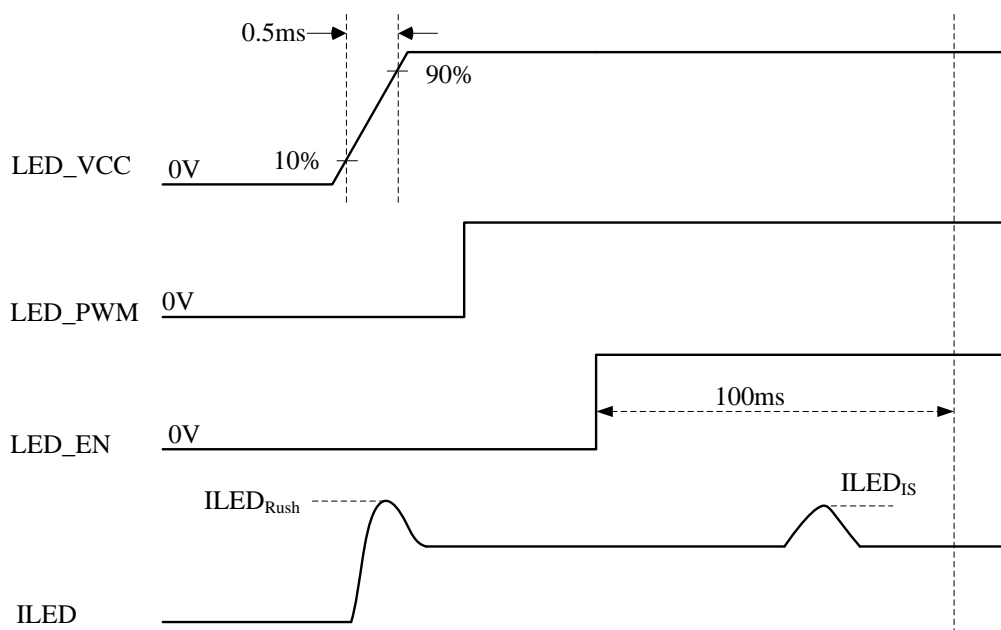 0.5ms
90%
10%
LED_VCC
0V
0V
LED_PWM
100ms
0V
LED_EN
ILED_IS
ILED_Rush
ILED